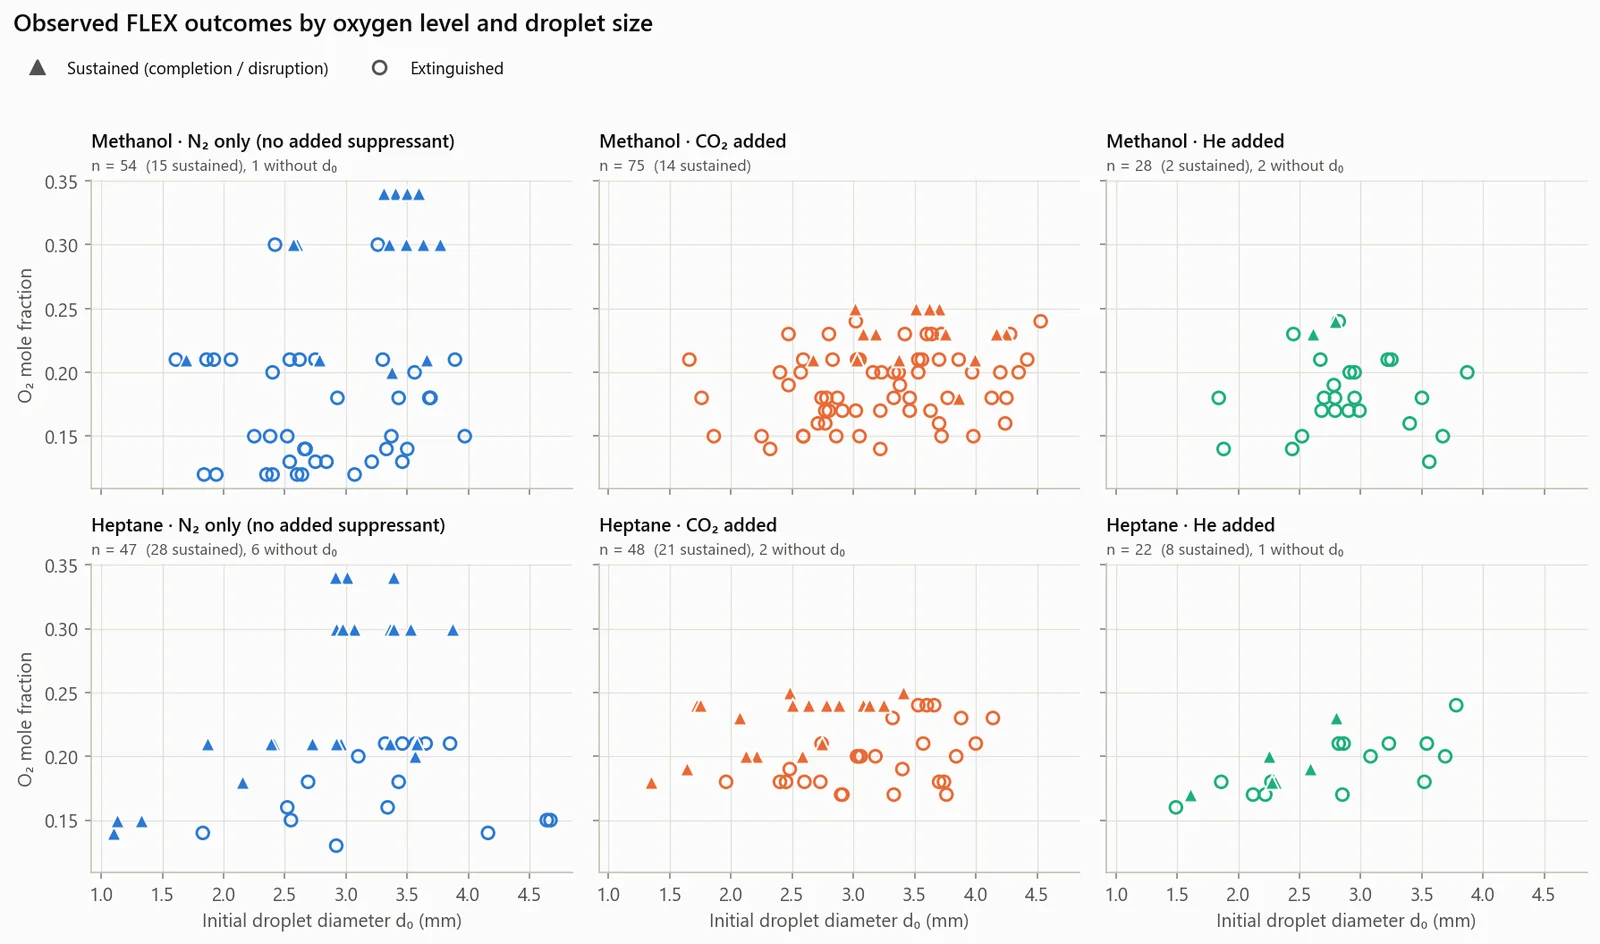 Observed FLEX outcomes by oxygen level and droplet size
Sustained (completion / disruption)
Extinguished
Methanol · N₂ only (no added suppressant)
n = 54 (15 sustained), 1 without d₀
Methanol · CO₂ added
n = 75 (14 sustained)
Methanol · He added
n = 28 (2 sustained), 2 without d₀
0.35
0.30
0.25
0.20
0.15
O₂ mole fraction
Heptane · N₂ only (no added suppressant)
n = 47 (28 sustained), 6 without d₀
Heptane · CO₂ added
n = 48 (21 sustained), 2 without d₀
Heptane · He added
n = 22 (8 sustained), 1 without d₀
0.35
0.30
0.25
0.20
0.15
O₂ mole fraction
1.0 1.5 2.0 2.5 3.0 3.5 4.0 4.5
Initial droplet diameter d₀ (mm)
1.0 1.5 2.0 2.5 3.0 3.5 4.0 4.5
Initial droplet diameter d₀ (mm)
1.0 1.5 2.0 2.5 3.0 3.5 4.0 4.5
Initial droplet diameter d₀ (mm)